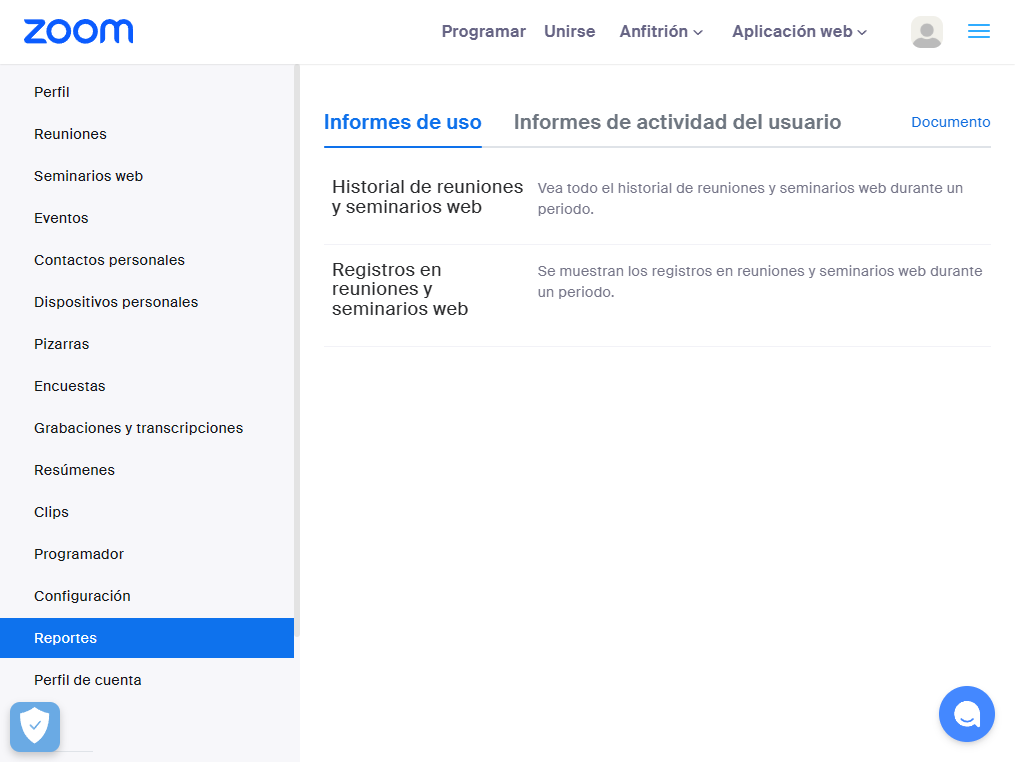 zoom
Programar Unirse Anfitrión Aplicación web
Perfil
Reuniones
Seminarios web
Eventos
Contactos personales
Dispositivos personales
Pizarras
Encuestas
Grabaciones y transcripciones
Resúmenes
Clips
Programador
Configuración
Reportes
Perfil de cuenta
Informes de uso Informes de actividad del usuario Documento
Historial de reuniones
y seminarios web
Vea todo el historial de reuniones y seminarios web durante un
periodo.
Registros en
reuniones y
seminarios web
Se muestran los registros en reuniones y seminarios web durante
un periodo.